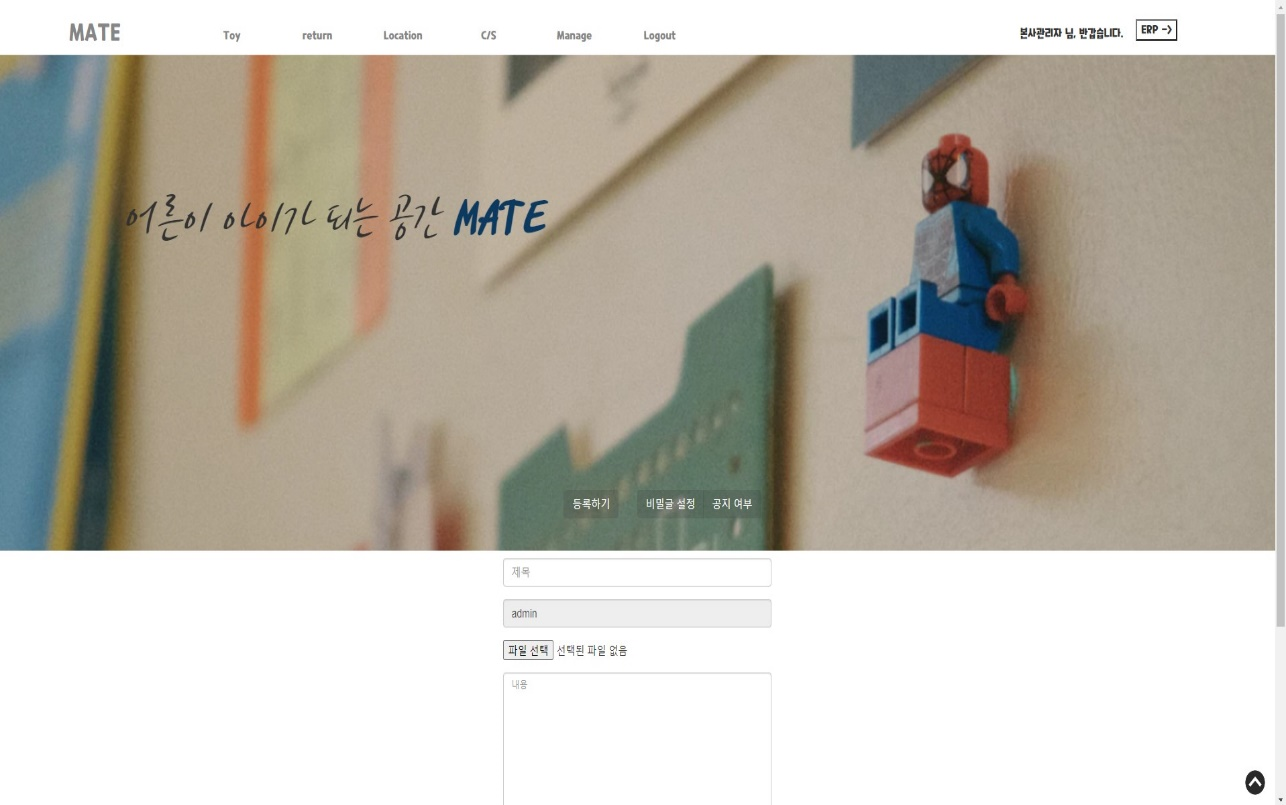 MATE
Toy return Location C/S Manage Logout
본사관리자 님, 반갑습니다. ERP ->
어른이 아이가 되는 공간 MATE
등록하기 비밀글 설정 공지 여부
제목
admin
파일 선택 선택된 파일 없음
내용